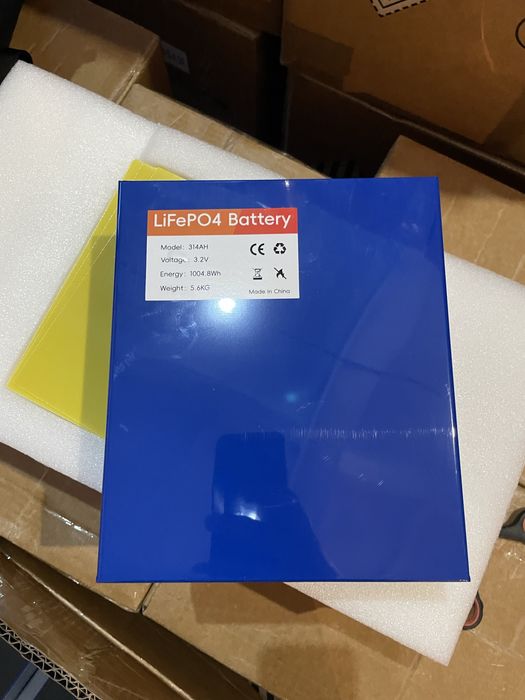 LiFePO4 Battery
Model: 314AH
Voltage: 3.2V
Energy: 1004.8Wh
Weight: 5.6KG
CE
Made In China